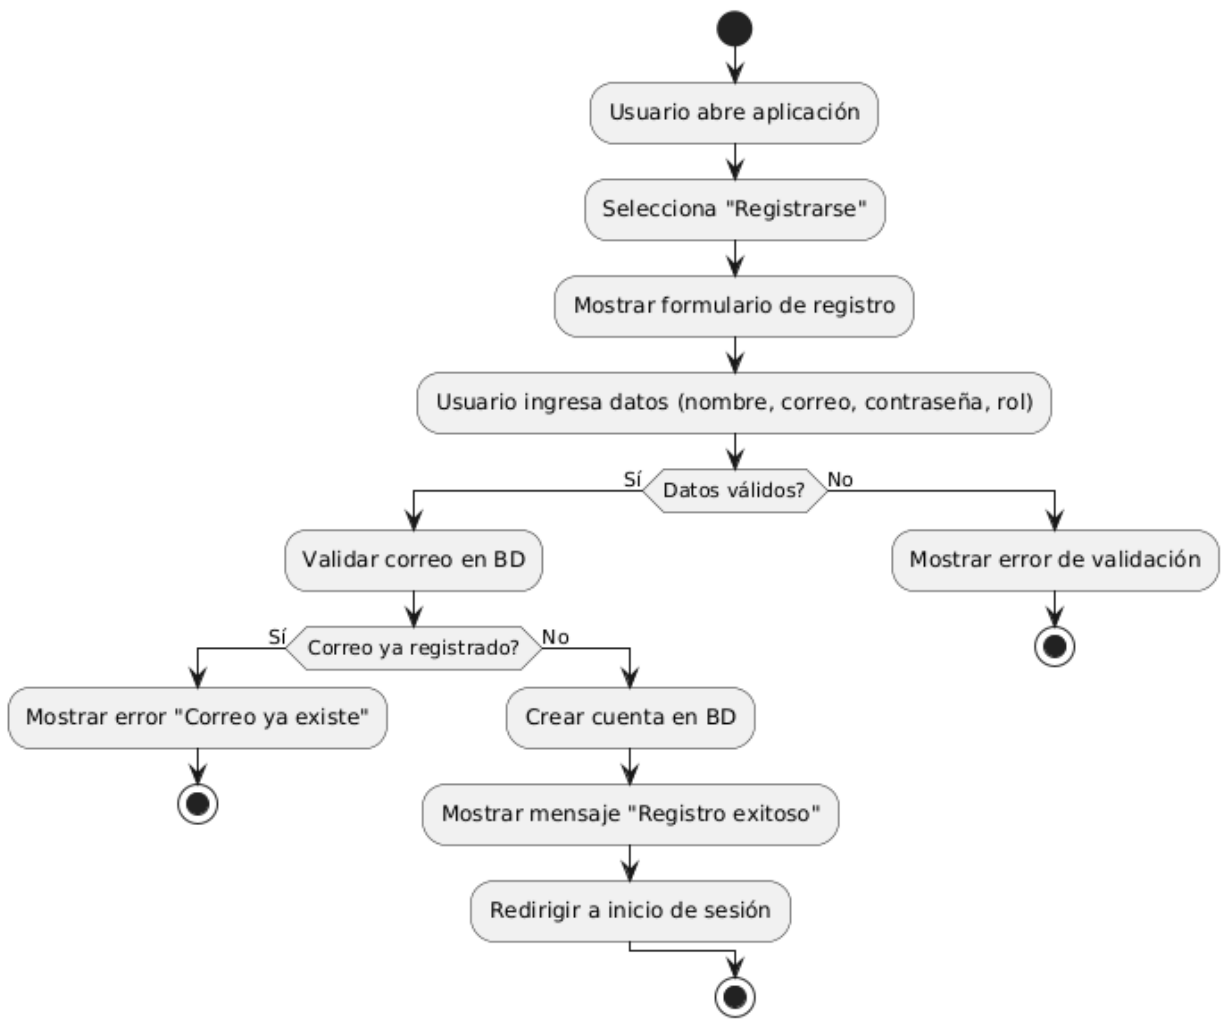 Usuario abre aplicación
Selecciona "Registrarse"
Mostrar formulario de registro
Usuario ingresa datos (nombre, correo, contraseña, rol)
Sí
Datos válidos?
No
Validar correo en BD
Mostrar error de validación
Sí
Correo ya registrado?
No
Mostrar error "Correo ya existe"
Crear cuenta en BD
Mostrar mensaje "Registro exitoso"
Redirigir a inicio de sesión